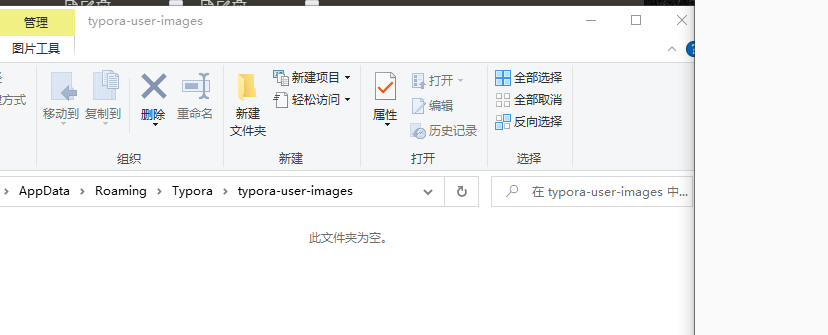 管理
typora-user-images
图片工具
方式
移动到
复制到
删除
重命名
组织
新建
文件夹
新建项目
轻松访问
新建
属性
打开
编辑
历史记录
打开
全部选择
全部取消
反向选择
选择
AppData
Roaming
Typora
typora-user-images
在 typora-user-images 中...
此文件夹为空。